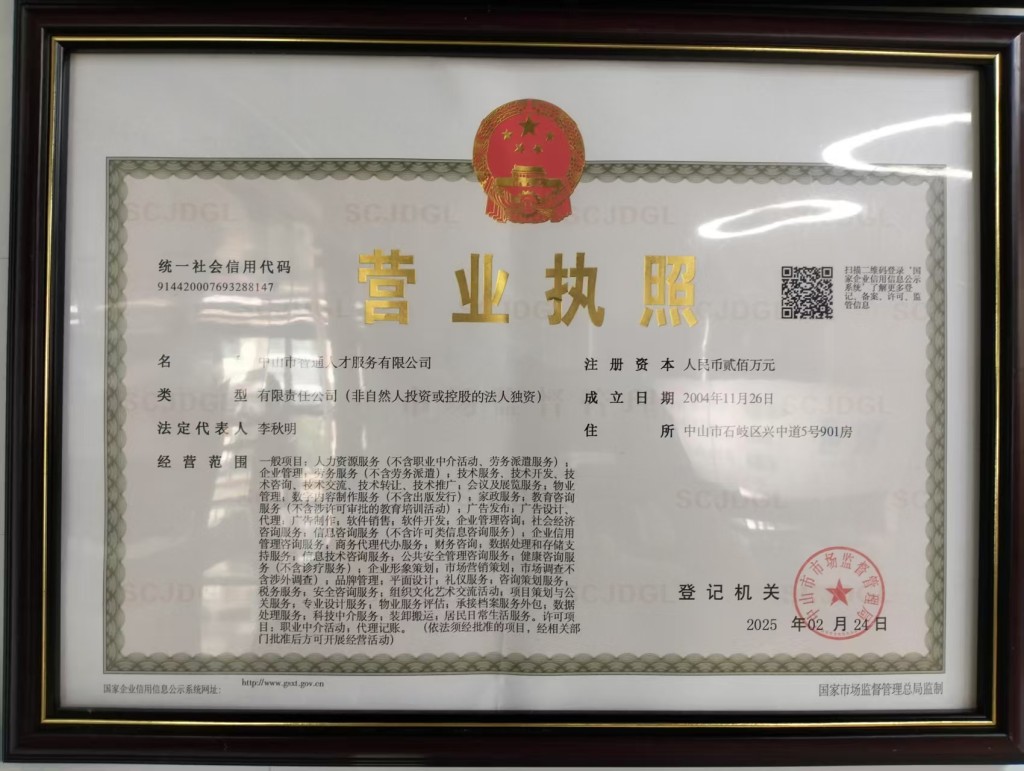 营业执照
统一社会信用代码
914420007693288147
扫描二维码登录‘国
家企业信用信息公示
系统’了解更多登
记、备案、许可、监
管信息
名 中山市智通人才服务有限公司
类 型 有限责任公司（非自然人投资或控股的法人独资）
法定代表人 李秋明
经营范围 一般项目：人力资源服务（不含职业中介活动、劳务派遣服务）；
企业管理；劳务服务（不含劳务派遣）；技术服务、技术开发、技
术咨询、技术交流、技术转让、技术推广；会议及展览服务；物业
管理；数字内容制作服务（不含出版发行）；家政服务；教育咨询
服务（不含涉许可审批的教育培训活动）；广告发布；广告设计、
代理；广告制作；软件销售；软件开发；企业管理咨询；社会经济
咨询服务；信息咨询服务（不含许可类信息咨询服务）；企业信用
管理咨询服务；商务代理代办服务；财务咨询；数据处理和存储支
持服务；信息技术咨询服务；公共安全管理咨询服务；健康咨询服
务（不含诊疗服务）；企业形象策划；市场营销策划；市场调查（不
含涉外调查）；品牌管理；平面设计；礼仪服务；咨询策划服务；
税务服务；安全咨询服务；组织文化艺术交流活动；项目策划与公
关服务；专业设计服务；物业服务评估；承接档案服务外包；数据
处理服务；科技中介服务；装卸搬运；居民日常生活服务。许可项
目：职业中介活动；代理记账。（依法须经批准的项目，经相关部
门批准后方可开展经营活动）
注册资本 人民币贰佰万元
成立日期 2004年11月26日
住 所 中山市石岐区兴中道5号901房
登记机关
中山市市场监督管理局
2025 年02 月 24日
国家企业信用信息公示系统网址：
http://www.gsxt.gov.cn
国家市场监督管理总局监制
SCJDGL